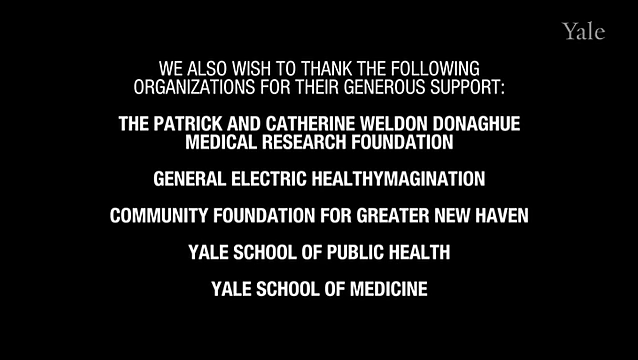 Yale
WE ALSO WISH TO THANK THE FOLLOWING
ORGANIZATIONS FOR THEIR GENEROUS SUPPORT:
THE PATRICK AND CATHERINE WELDON DONAGHUE
MEDICAL RESEARCH FOUNDATION
GENERAL ELECTRIC HEALTHYMAGINATION
COMMUNITY FOUNDATION FOR GREATER NEW HAVEN
YALE SCHOOL OF PUBLIC HEALTH
YALE SCHOOL OF MEDICINE